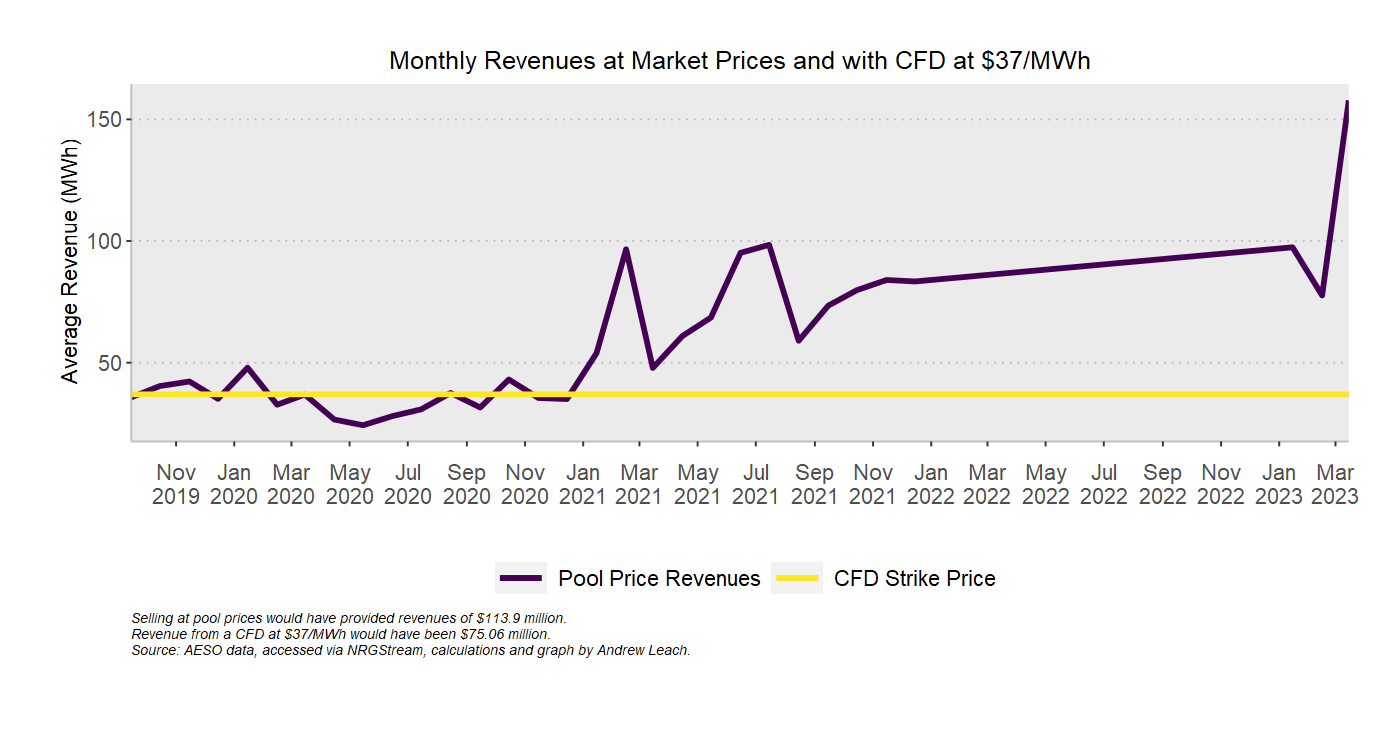 Monthly Revenues at Market Prices and with CFD at $37/MWh
Average Revenue (MWh)
150
100
50
Nov Jan Mar May Jul Sep Nov Jan Mar May Jul Sep Nov Jan Mar May Jul Sep Nov Jan Mar
2019 2020 2020 2020 2020 2020 2020 2021 2021 2021 2021 2021 2021 2022 2022 2022 2022 2022 2022 2023 2023
Pool Price Revenues CFD Strike Price
Selling at pool prices would have provided revenues of $113.9 million.
Revenue from a CFD at $37/MWh would have been $75.06 million.
Source: AESO data, accessed via NRGStream, calculations and graph by Andrew Leach.